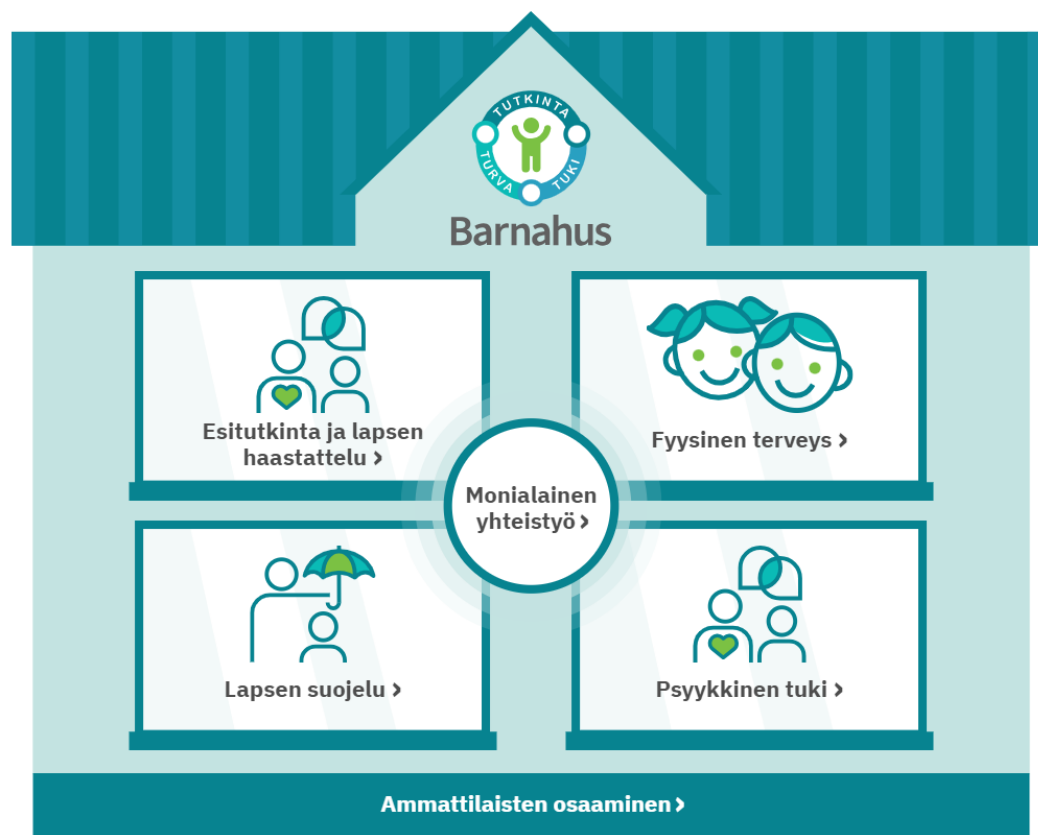 TUTKINTA
TURVA
TUKI
Barnahus
Esitutkinta ja lapsen
haastattelu ›
Fyysinen terveys ›
Monialainen
yhteistyö ›
Lapsen suojelu ›
Psyykkinen tuki ›
Ammattilaisten osaaminen ›